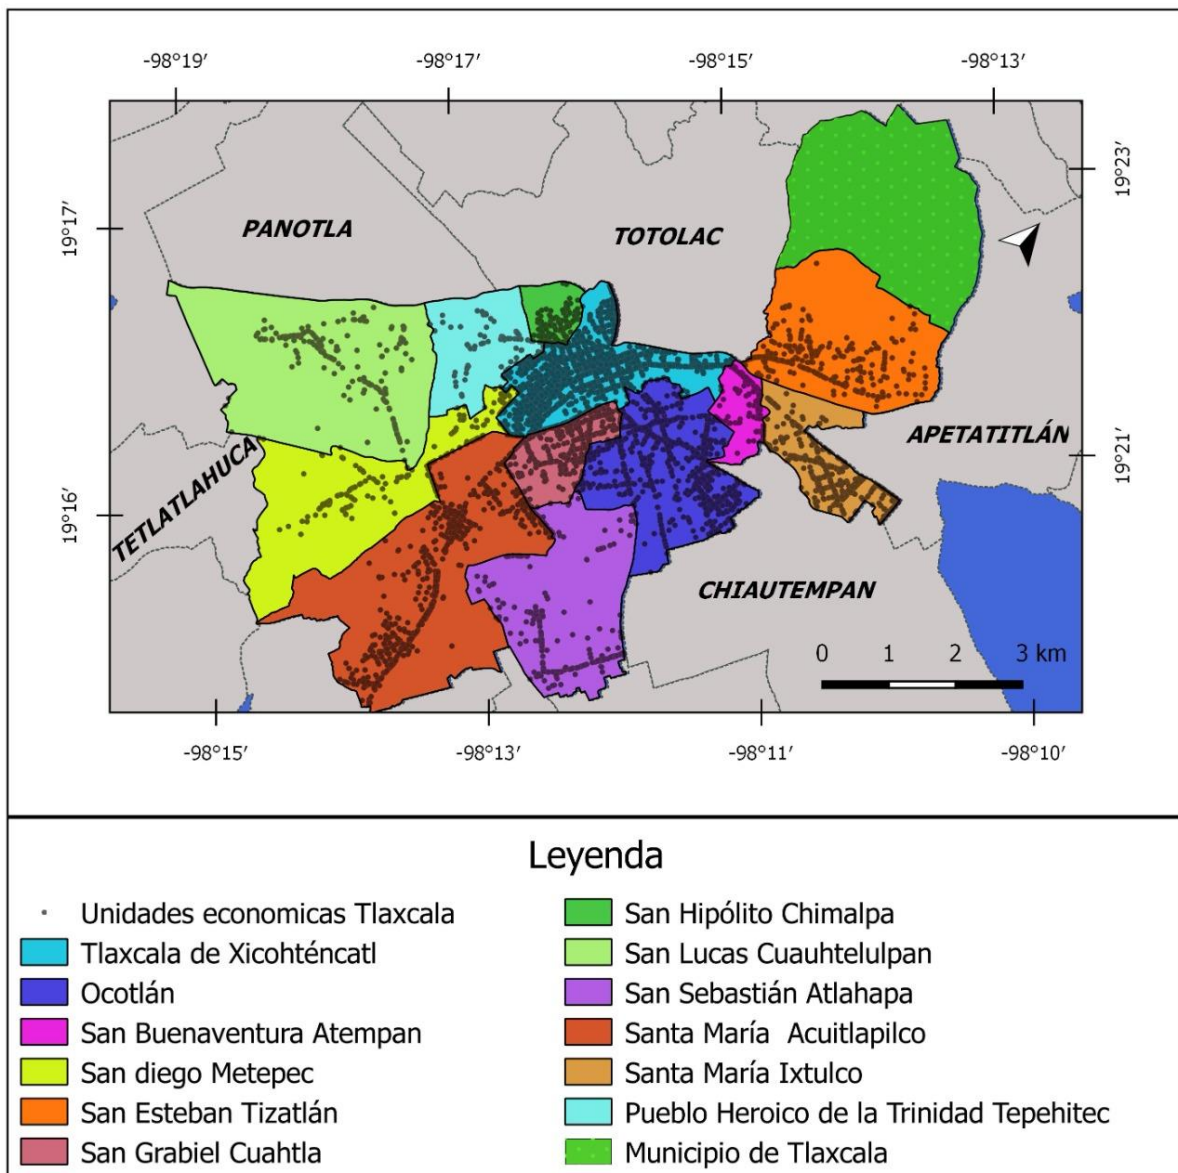 -98°19′ -98°17′ -98°15′ -98°13′
19°23′
19°17′
PANOTLA
TOTOLAC
APETATITLÁN
19°21′
TETLATLAHUCA
19°16′
CHIAUTEMPAN
0 1 2 3 km
-98°15′ -98°13′ -98°11′ -98°10′
Leyenda
Unidades economicas Tlaxcala
Tlaxcala de Xicohténcatl
Ocotlán
San Buenaventura Atempan
San diego Metepec
San Esteban Tizatlán
San Grabiel Cuahtla
San Hipólito Chimalpa
San Lucas Cuauhtelulpan
San Sebastián Atlahapa
Santa María Acuitlapilco
Santa María Ixtulco
Pueblo Heroico de la Trinidad Tepehitec
Municipio de Tlaxcala